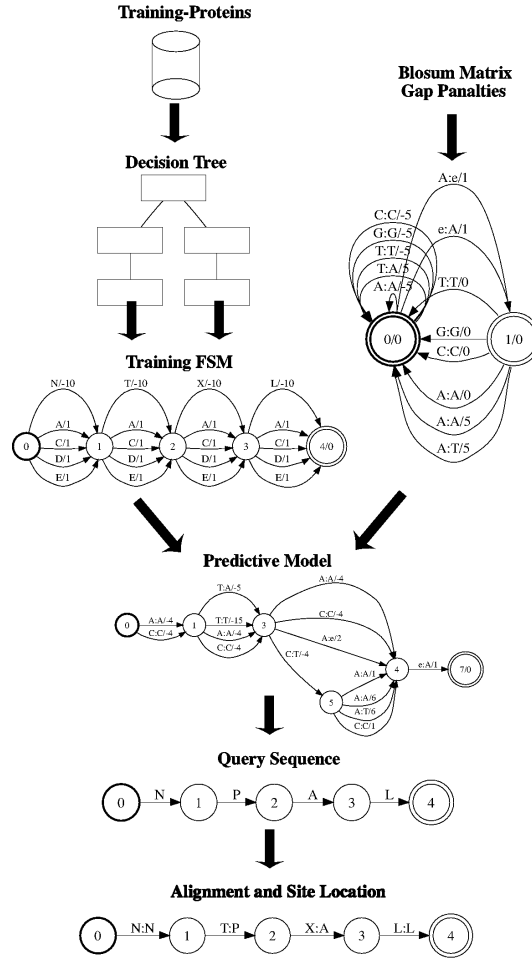 Training-Proteins
Blosum Matrix
Gap Panalties
Decision Tree
A:e/1
C:C/-5
G:G/-5
e:A/1
T:T/-5
T:A/5
T:T/0
A:A/-5
0/0
1/0
G:G/0
C:C/0
A:A/0
A:A/5
A:T/5
Training FSM
N/-10 T/-10 X/-10 L/-10
A/1 A/1 A/1 A/1
0 C/1 1 C/1 2 C/1 3 C/1 4/0
D/1 D/1 D/1 D/1
E/1 E/1 E/1 E/1
Predictive Model
A:A/-4
T:A/-5
C:C/-4
0 A:A/-4 1 T:T/-15 3
C:C/-4 A:A/-4
C:C/-4
A:e/2
C:T/-4
4 e:A/1 7/0
A:A/1
5 A:A/6
A:T/6
C:C/1
Query Sequence
0 N 1 P 2 A 3 L 4
Alignment and Site Location
0 N:N 1 T:P 2 X:A 3 L:L 4